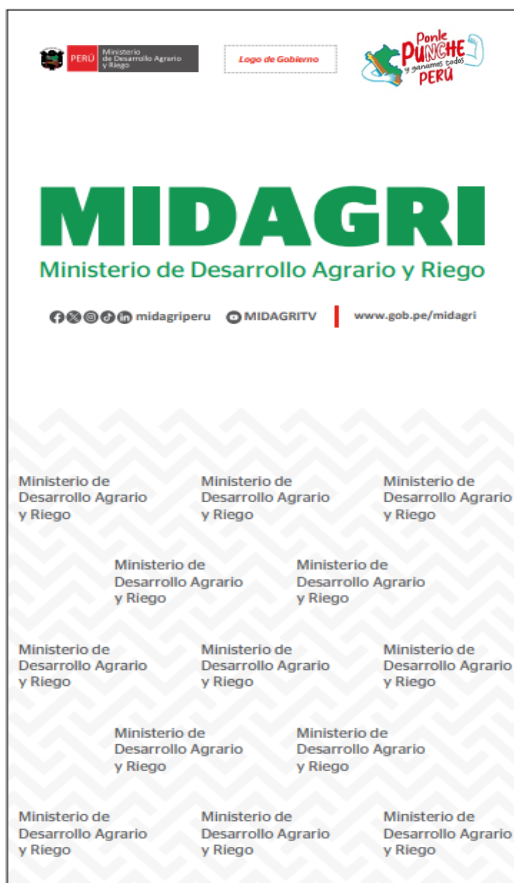 PERÚ
Ministerio
de Desarrollo Agrario
y Riego
Logo de Gobierno
Ponle
PUNCHE
y ganamos todos
PERÚ
MIDAGRI
Ministerio de Desarrollo Agrario y Riego
midagriperu MIDAGRITV www.gob.pe/midagri
Ministerio de Ministerio de Ministerio de
Desarrollo Agrario Desarrollo Agrario Desarrollo Agrario
y Riego y Riego y Riego
Ministerio de Ministerio de
Desarrollo Agrario Desarrollo Agrario
y Riego y Riego
Ministerio de Ministerio de Ministerio de
Desarrollo Agrario Desarrollo Agrario Desarrollo Agrario
y Riego y Riego y Riego
Ministerio de Ministerio de
Desarrollo Agrario Desarrollo Agrario
y Riego y Riego
Ministerio de Ministerio de Ministerio de
Desarrollo Agrario Desarrollo Agrario Desarrollo Agrario
y Riego y Riego y Riego